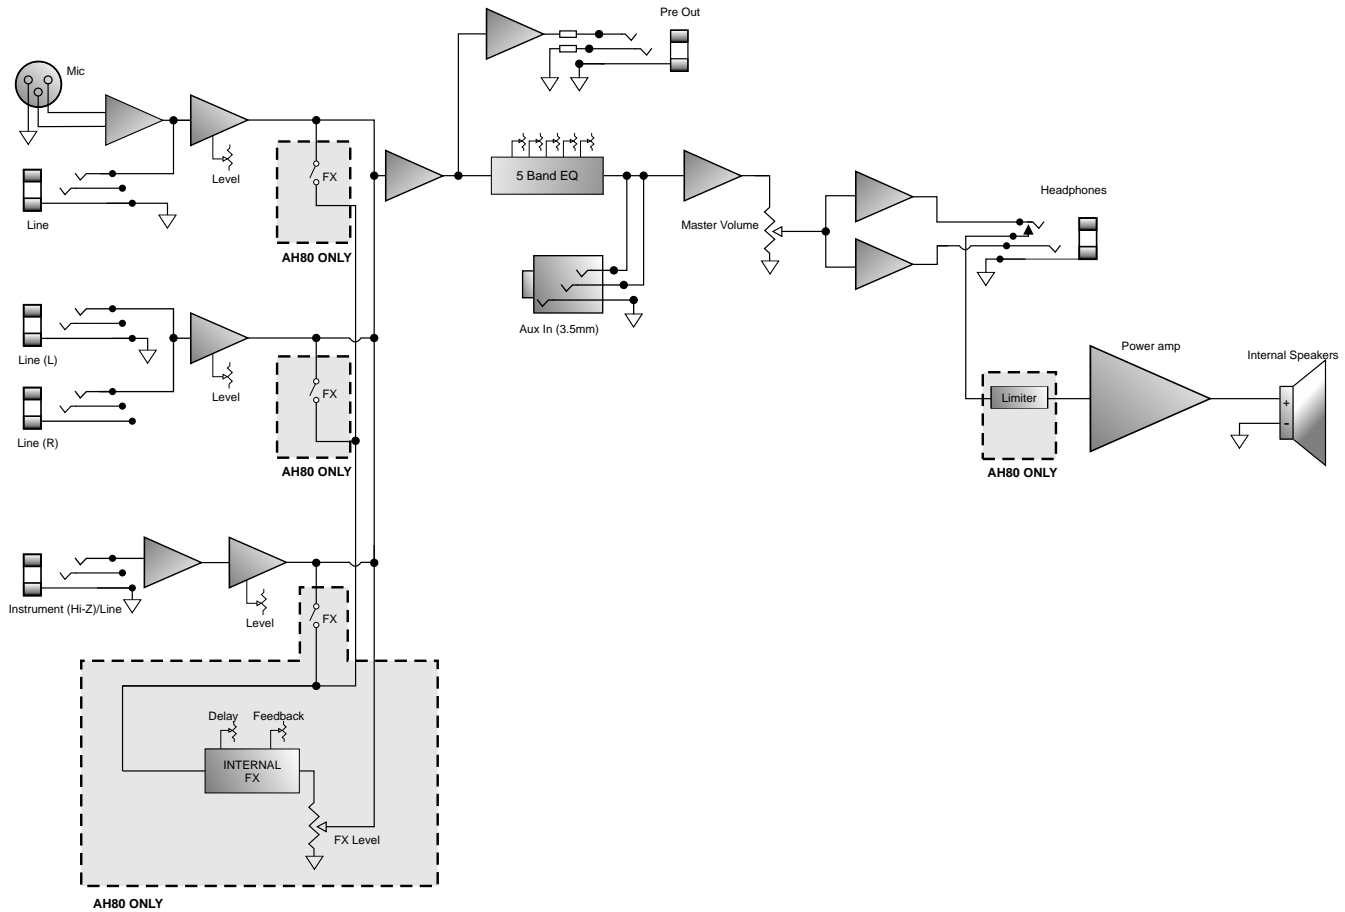 Pre Out
Mic
Level
FX
Line
AH80 ONLY
5 Band EQ
Master Volume
Headphones
Aux In (3.5mm)
Line (L)
Level
FX
Line (R)
AH80 ONLY
Power amp
Internal Speakers
Limiter
+
-
AH80 ONLY
Instrument (Hi-Z)/Line
Level
FX
Delay
Feedback
INTERNAL
FX
FX Level
AH80 ONLY